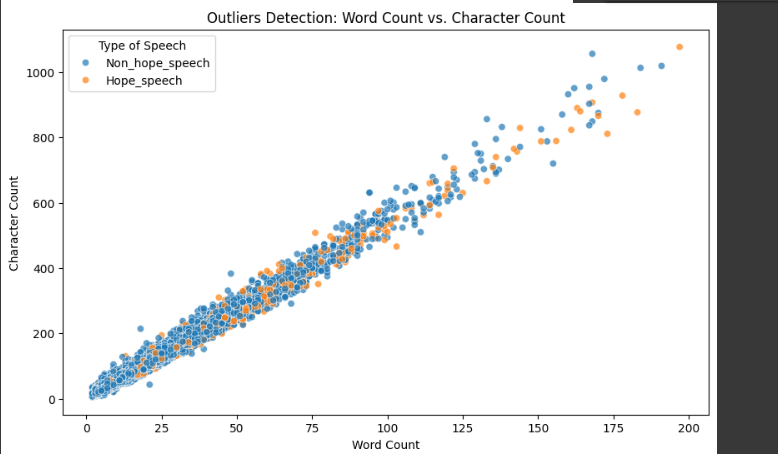 Outliers Detection: Word Count vs. Character Count
Type of Speech
Non_hope_speech
Hope_speech
Character Count
1000
800
600
400
200
0
0 25 50 75 100 125 150 175 200
Word Count